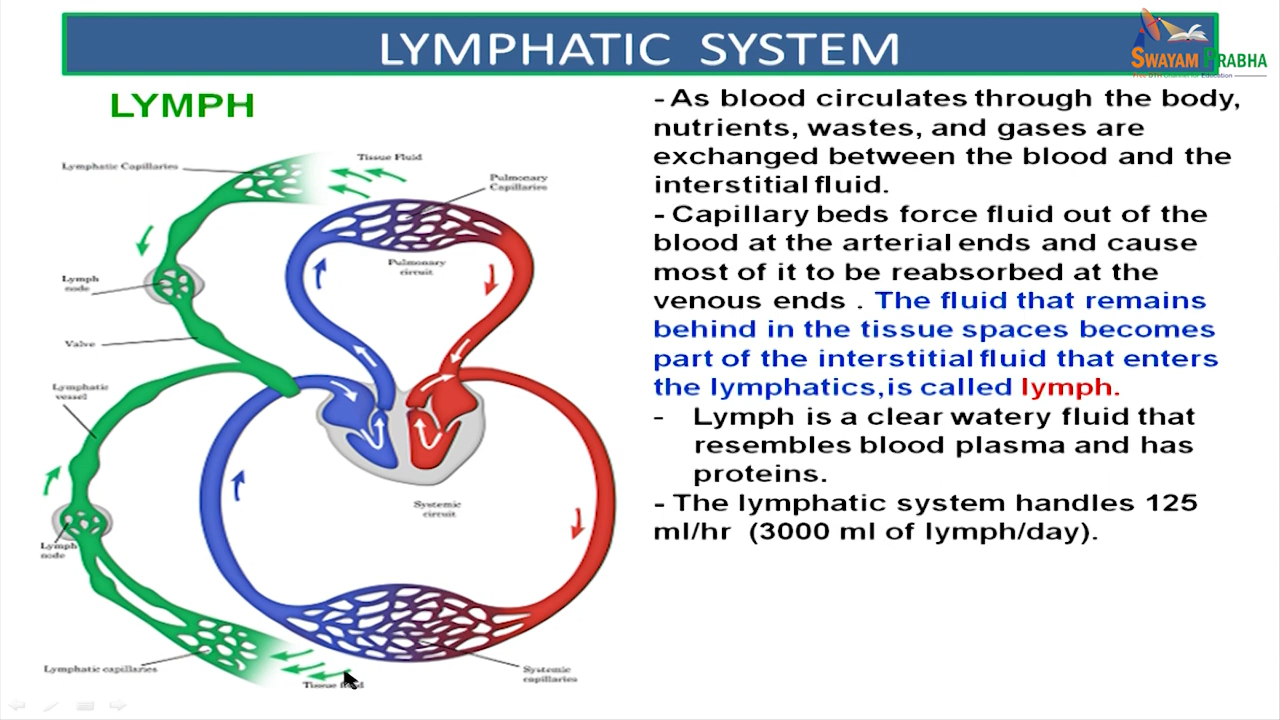 LYMPHATIC SYSTEM
SWAYAM PRABHA
Free DTH Channel for Education
LYMPH
Lymphatic Capillaries
Tissue Fluid
Pulmonary
Capillaries
Pulmonary
circuit
Lymph
node
Valve
Lymphatic
vessel
Systemic
circuit
Lymph
node
Lymphatic capillaries
Tissue fluid
Systemic
capillaries
- As blood circulates through the body,
nutrients, wastes, and gases are
exchanged between the blood and the
interstitial fluid.
- Capillary beds force fluid out of the
blood at the arterial ends and cause
most of it to be reabsorbed at the
venous ends . The fluid that remains
behind in the tissue spaces becomes
part of the interstitial fluid that enters
the lymphatics, is called lymph.
- Lymph is a clear watery fluid that
resembles blood plasma and has
proteins.
- The lymphatic system handles 125
ml/hr (3000 ml of lymph/day).